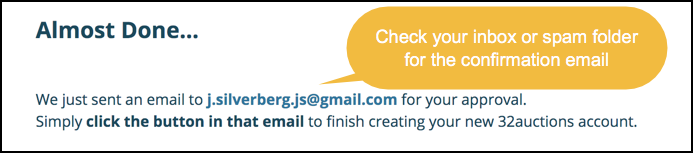 Almost Done...
Check your inbox or spam folder
for the confirmation email
We just sent an email to j.silverberg.js@gmail.com for your approval.
Simply click the button in that email to finish creating your new 32auctions account.